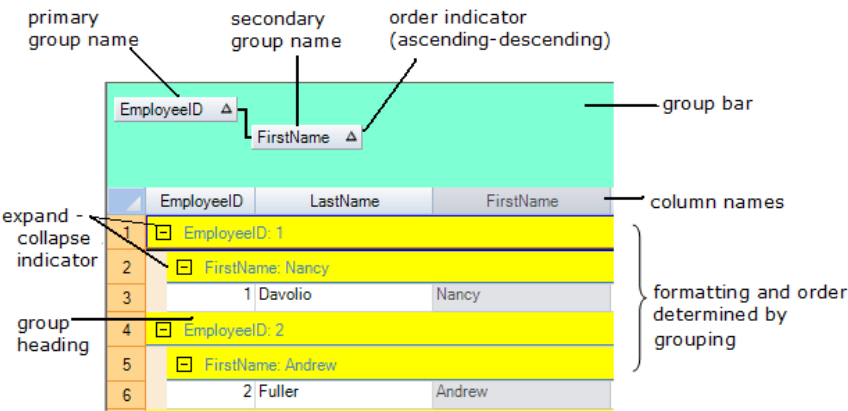 primary
group name
secondary
group name
order indicator
(ascending-descending)
EmployeeID
FirstName
group bar
EmployeeID LastName FirstName
column names
expand -
collapse
indicator
1 EmployeeID: 1
2 FirstName: Nancy
3 1 Davolio Nancy
group
heading
4 EmployeeID: 2
5 FirstName: Andrew
6 2 Fuller Andrew
formatting and order
determined by
grouping